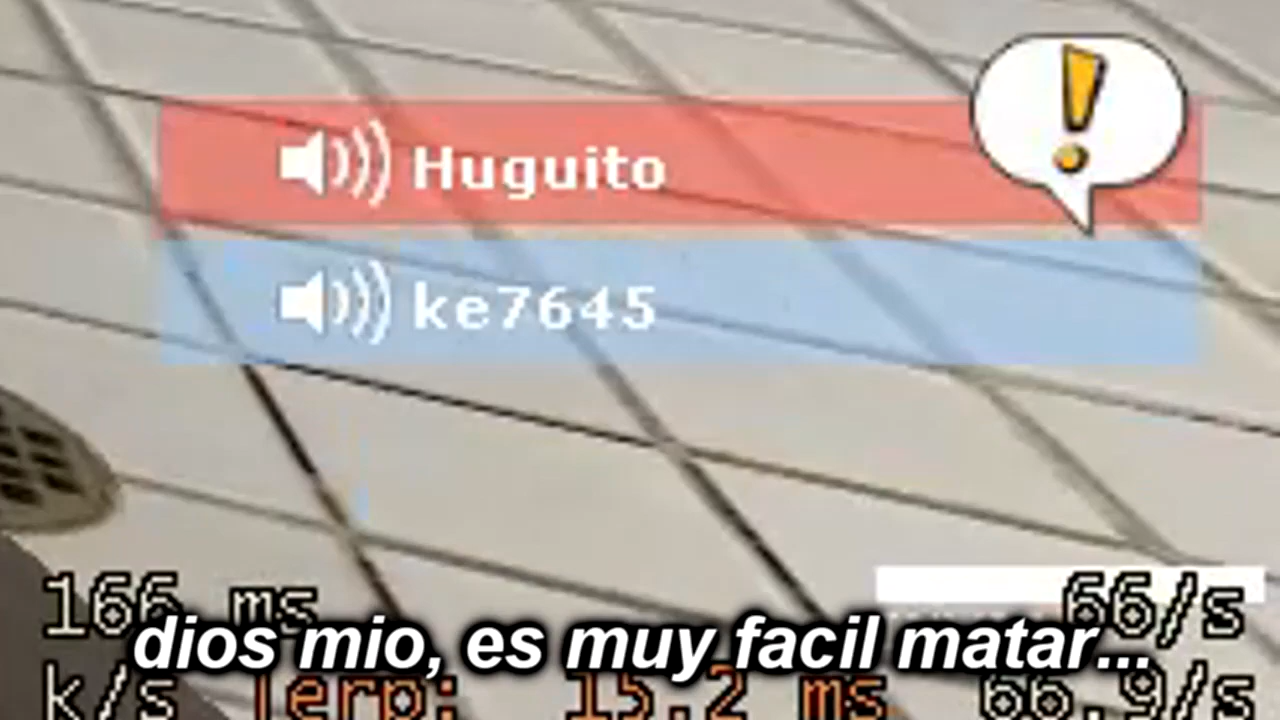 Huguito
ke7645
166 ms 66/s
dios mio, es muy facil matar...
k/s lerp: 15.2 ms 66.9/s